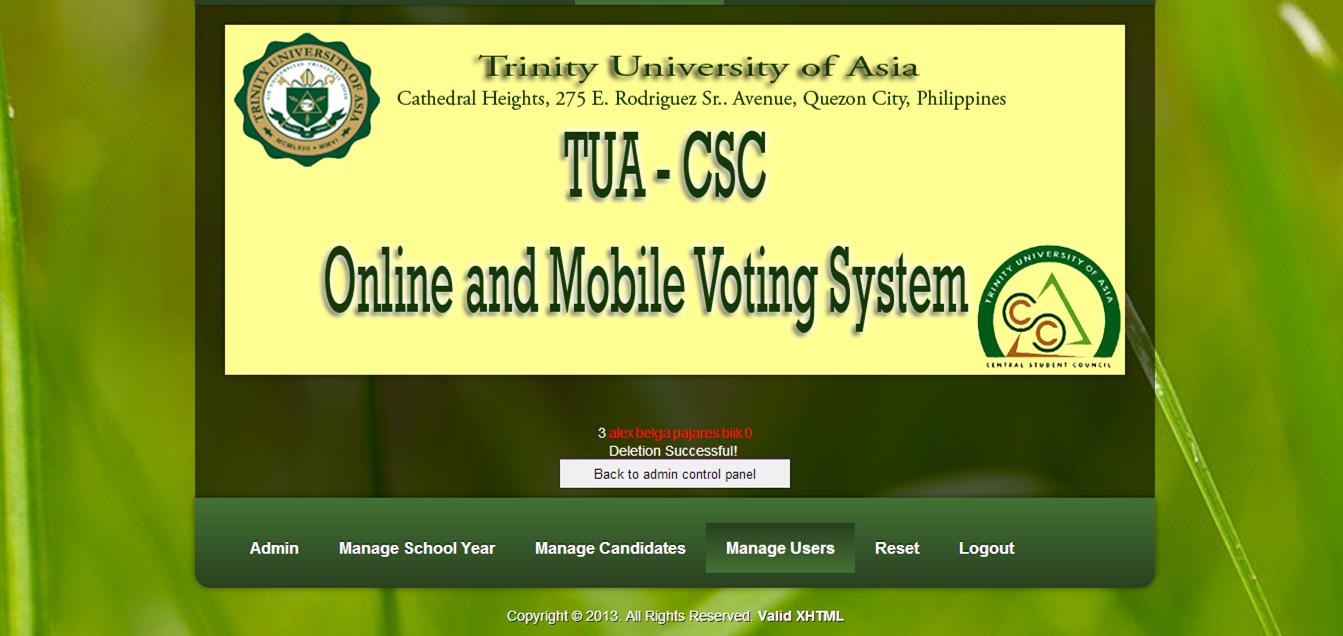 TRINITY UNIVERSITY OF ASIA
MCMLXIII MMVI
Trinity University of Asia
Cathedral Heights, 275 E. Rodriguez Sr.. Avenue, Quezon City, Philippines
TUA - CSC
Online and Mobile Voting System
TRINITY UNIVERSITY OF ASIA
CSC
CENTRAL STUDENT COUNCIL
3 alex belga pajares biik 0
Deletion Successful!
Back to admin control panel
Admin Manage School Year Manage Candidates Manage Users Reset Logout
Copyright © 2013. All Rights Reserved. Valid XHTML